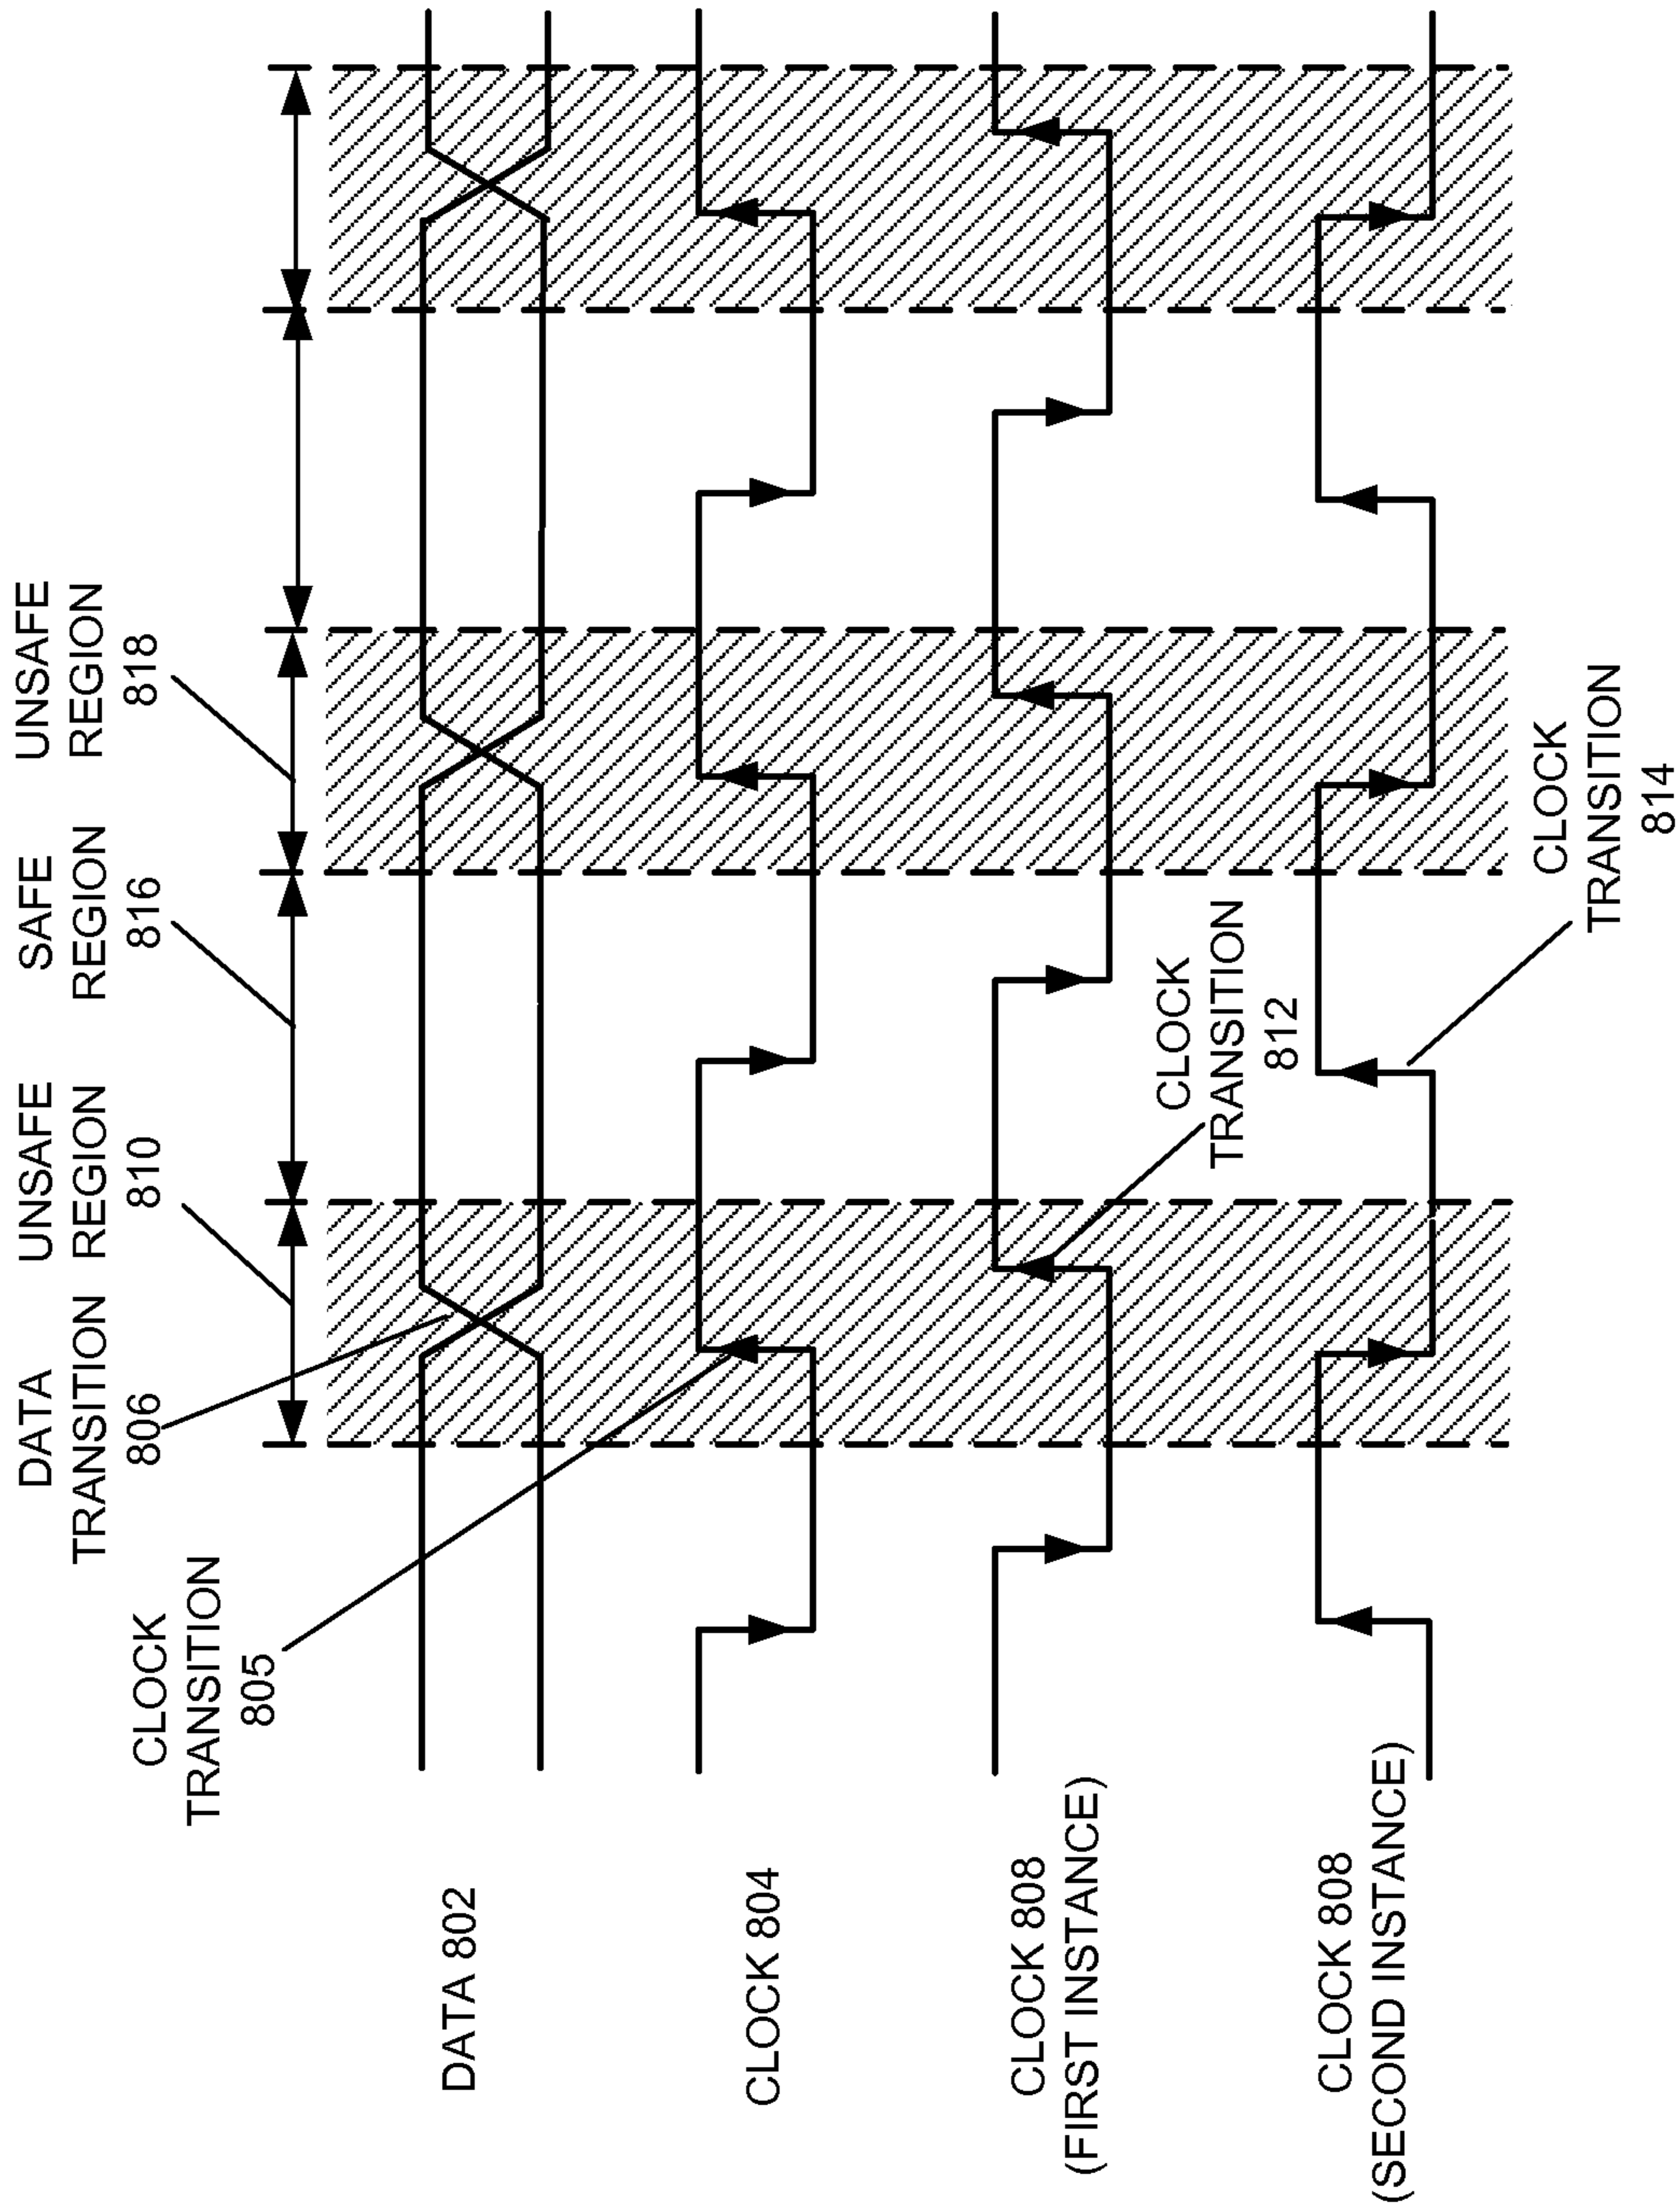 DATA
TRANSITION
806
UNSAFE
REGION
810
SAFE
REGION
816
UNSAFE
REGION
818
CLOCK
TRANSITION
805
DATA 802
CLOCK 804
CLOCK 808
(FIRST INSTANCE)
CLOCK
TRANSITION
812
CLOCK 808
(SECOND INSTANCE)
CLOCK
TRANSITION
814